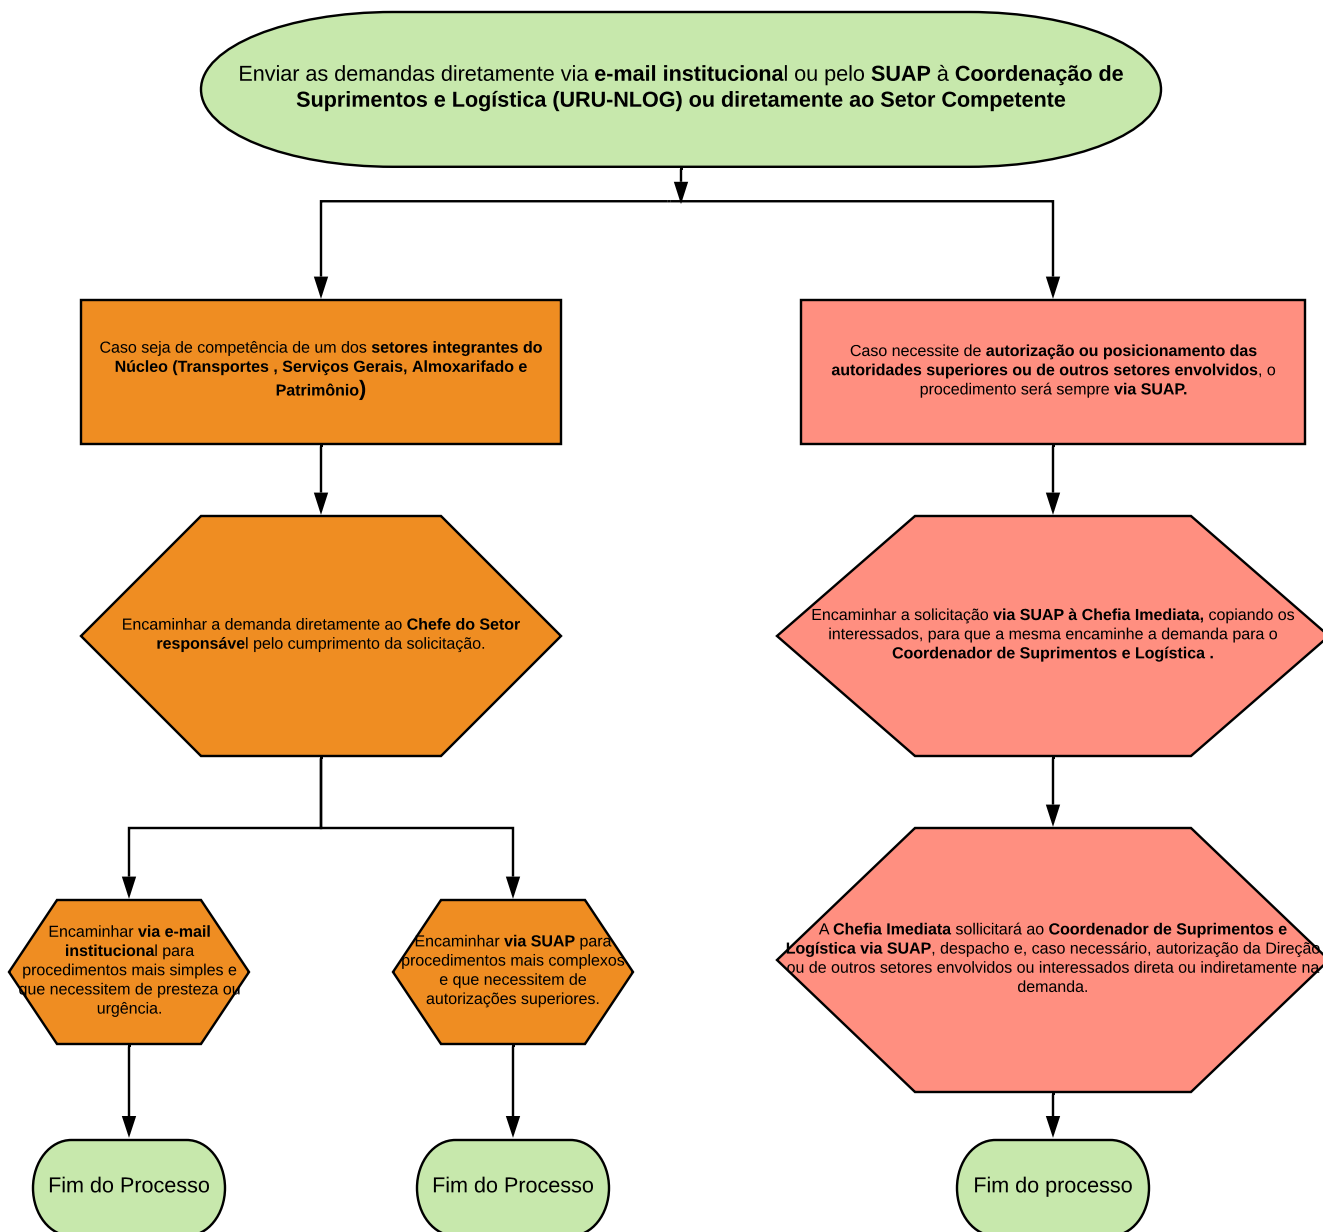 Enviar as demandas diretamente via e-mail institucional ou pelo SUAP à Coordenação de
Suprimentos e Logística (URU-NLOG) ou diretamente ao Setor Competente
Caso seja de competência de um dos setores integrantes do
Núcleo (Transportes , Serviços Gerais, Almoxarifado e
Patrimônio)
Caso necessite de autorização ou posicionamento das
autoridades superiores ou de outros setores envolvidos, o
procedimento será sempre via SUAP.
Encaminhar a demanda diretamente ao Chefe do Setor
responsável pelo cumprimento da solicitação.
Encaminhar a solicitação via SUAP à Chefia Imediata, copiando os
interessados, para que a mesma encaminhe a demanda para o
Coordenador de Suprimentos e Logística .
Encaminhar via e-mail
institucional para
procedimentos mais simples e
que necessitem de presteza ou
urgência.
Encaminhar via SUAP para
procedimentos mais complexos
e que necessitem de
autorizações superiores.
A Chefia Imediata sollicitará ao Coordenador de Suprimentos e
Logística via SUAP, despacho e, caso necessário, autorização da Direção
ou de outros setores envolvidos ou interessados direta ou indiretamente na
demanda.
Fim do Processo
Fim do Processo
Fim do processo